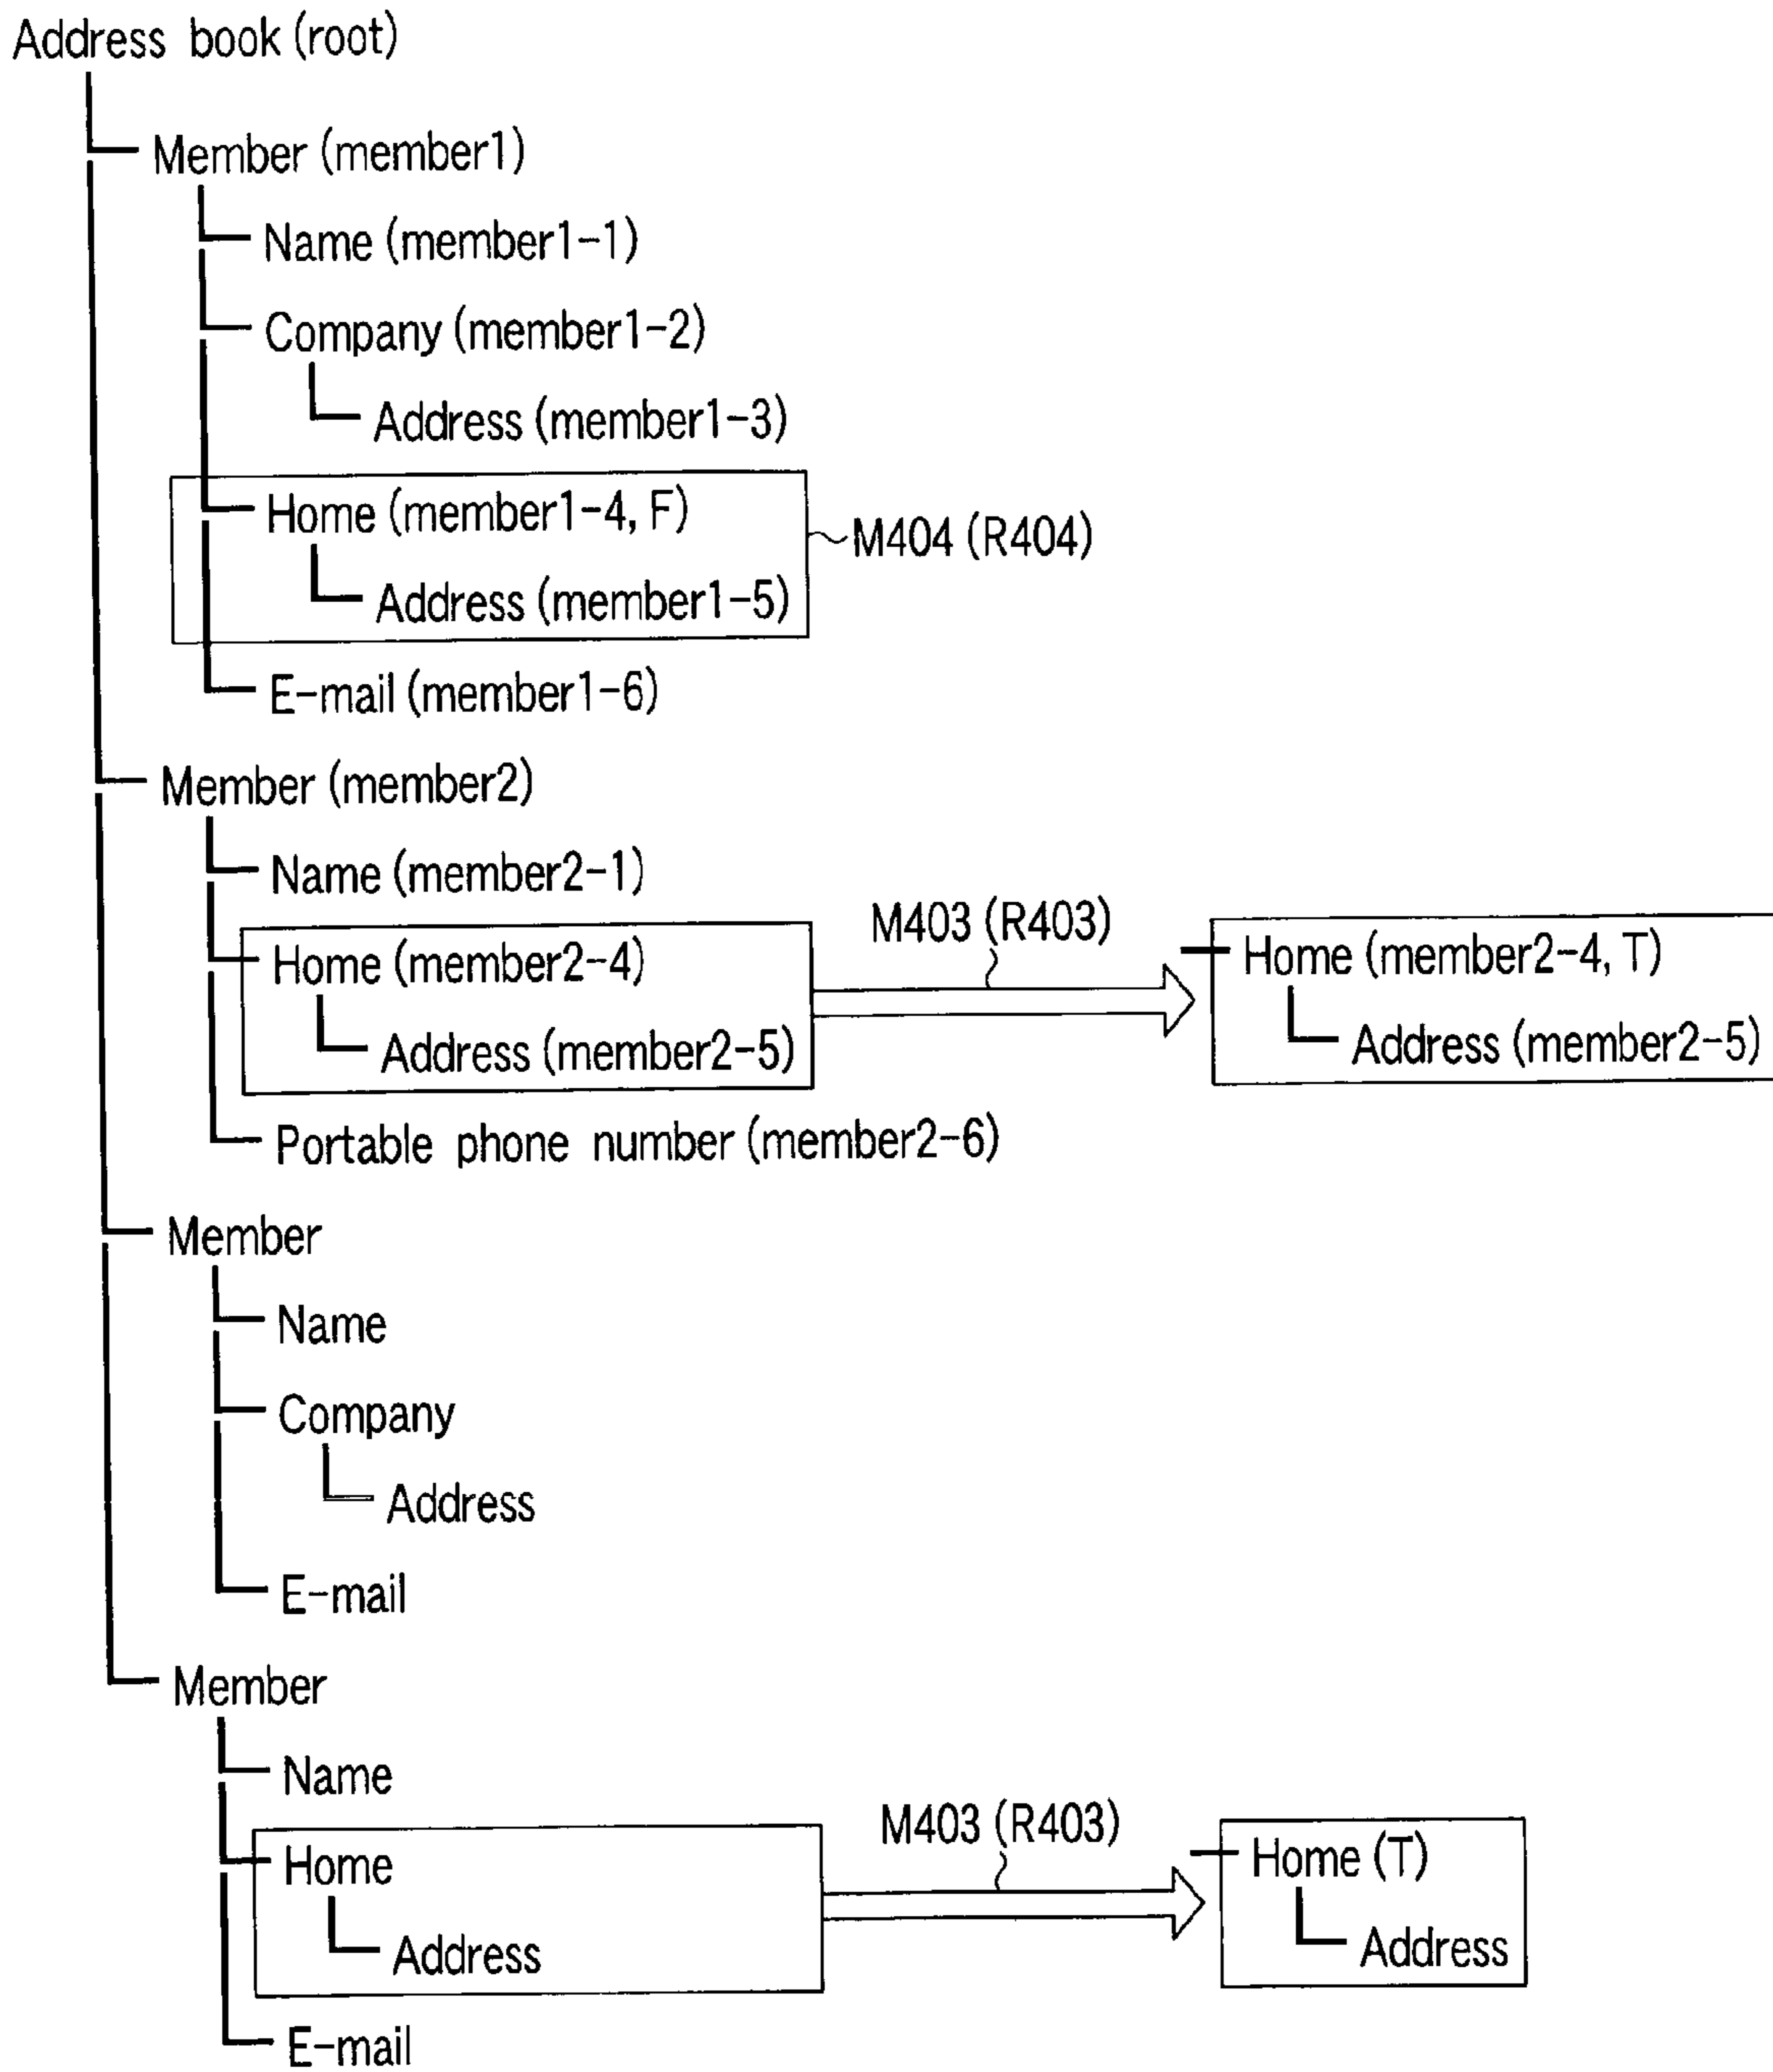 Address book (root)
Member (member1)
Name (member1-1)
Company (member1-2)
Address (member1-3)
Home (member1-4, F)
M404 (R404)
Address (member1-5)
E-mail (member1-6)
Member (member2)
Name (member2-1)
M403 (R403)
Home (member2-4)
Home (member2-4, T)
Address (member2-5)
Address (member2-5)
Portable phone number (member2-6)
Member
Name
Company
Address
E-mail
Member
Name
M403 (R403)
Home
Home (T)
Address
Address
E-mail